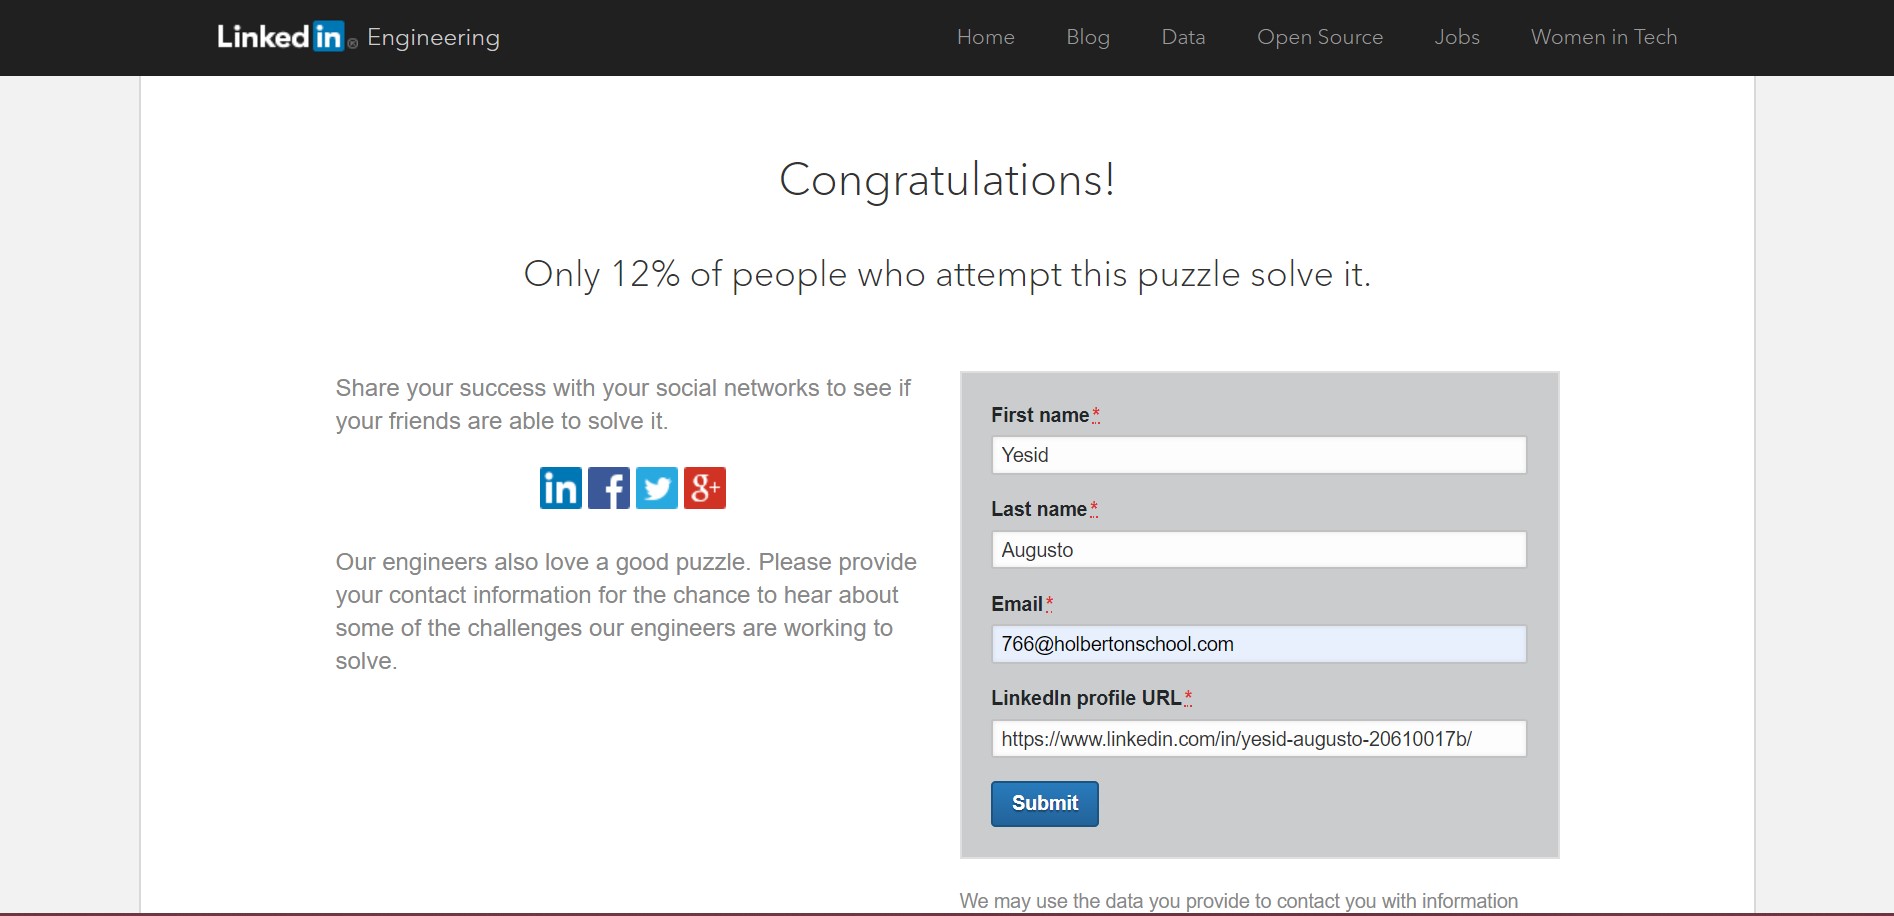 Linked in ® Engineering
Home Blog Data Open Source Jobs Women in Tech
Congratulations!
Only 12% of people who attempt this puzzle solve it.
Share your success with your social networks to see if
your friends are able to solve it.
in f g+
Our engineers also love a good puzzle. Please provide
your contact information for the chance to hear about
some of the challenges our engineers are working to
solve.
First name*
Yesid
Last name*
Augusto
Email*
766@holbertonschool.com
LinkedIn profile URL*
https://www.linkedin.com/in/yesid-augusto-20610017b/
Submit
We may use the data you provide to contact you with information